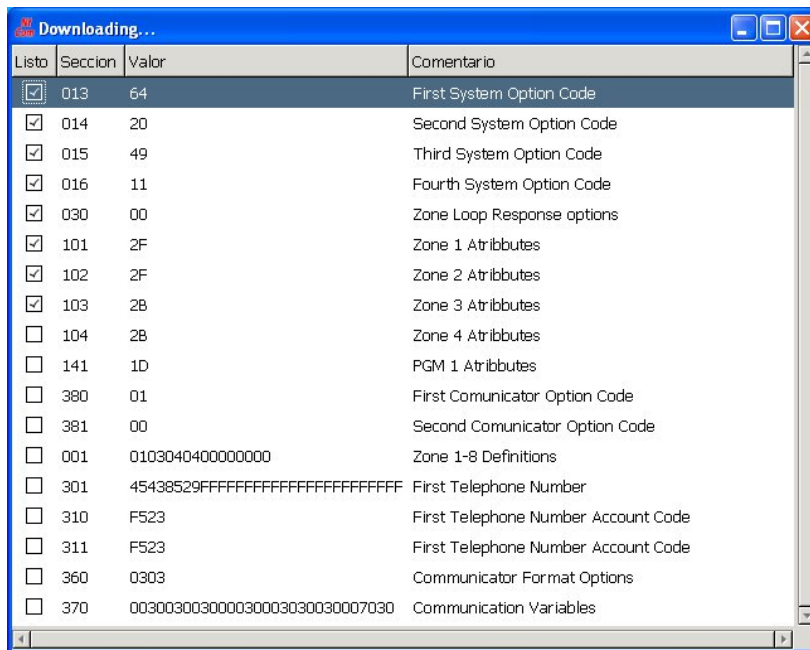 NI com Downloading...
Listo Seccion Valor Comentario
013 64 First System Option Code
014 20 Second System Option Code
015 49 Third System Option Code
016 11 Fourth System Option Code
030 00 Zone Loop Response options
101 2F Zone 1 Atribbutes
102 2F Zone 2 Atribbutes
103 2B Zone 3 Atribbutes
104 2B Zone 4 Atribbutes
141 1D PGM 1 Atribbutes
380 01 First Comunicator Option Code
381 00 Second Comunicator Option Code
001 0103040400000000 Zone 1-8 Definitions
301 45438529FFFFFFFFFFFFFFFFFFFFFFFF First Telephone Number
310 F523 First Telephone Number Account Code
311 F523 First Telephone Number Account Code
360 0303 Communicator Format Options
370 003003003000030003030030007030 Communication Variables